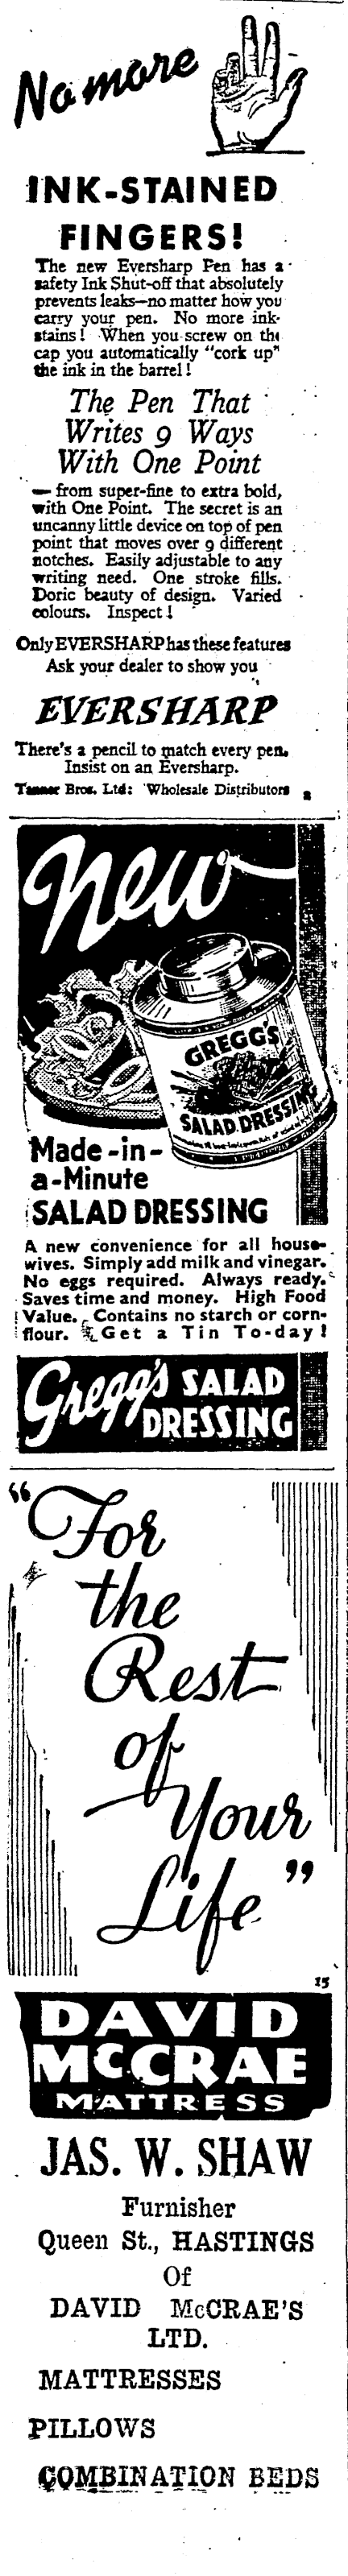 No more
INK-STAINED
FINGERS!
The new Eversharp Pen has a
safety Ink Shut-off that absolutely
prevents leaks—no matter how you
carry your pen. No more ink-
stains! When you screw on the
cap you automatically "cork up"
the ink in the barrel!
The Pen That
Writes 9 Ways
With One Point
— from super-fine to extra bold,
with One Point. The secret is an
uncanny little device on top of pen
point that moves over 9 different
notches. Easily adjustable to any
writing need. One stroke fills.
Doric beauty of design. Varied
colours. Inspect!
Only EVERSHARP has these features
Ask your dealer to show you
EVERSHARP
There's a pencil to match every pen.
Insist on an Eversharp.
Tanner Bros. Ltd: Wholesale Distributors 2
New
GREGG'S
SALAD DRESSING
Made-in-
a-Minute
SALAD DRESSING
A new convenience for all house-
wives. Simply add milk and vinegar.
No eggs required. Always ready.
Saves time and money. High Food
Value. Contains no starch or corn-
flour. Get a Tin To-day!
Gregg's SALAD
DRESSING
"For
the
Rest
of
Your
Life"
15
DAVID
McCRAE
MATTRESS
JAS. W. SHAW
Furnisher
Queen St., HASTINGS
Of
DAVID McCRAE'S
LTD.
MATTRESSES
PILLOWS
COMBINATION BEDS